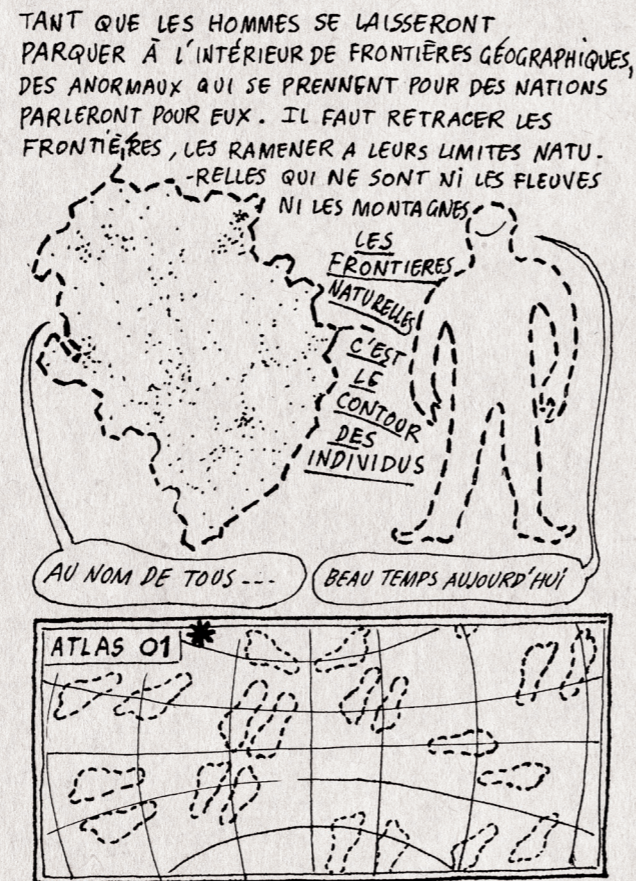 TANT QUE LES HOMMES SE LAISSERONT
PARQUER À L'INTÉRIEUR DE FRONTIÈRES GÉOGRAPHIQUES,
DES ANORMAUX QUI SE PRENNENT POUR DES NATIONS
PARLERONT POUR EUX. IL FAUT RETRACER LES
FRONTIÈRES, LES RAMENER A LEURS LIMITES NATU-
-RELLES QUI NE SONT NI LES FLEUVES
NI LES MONTAGNES
LES
FRONTIERES
NATURELLES
C'EST
LE
CONTOUR
DES
INDIVIDUS
AU NOM DE TOUS---
BEAU TEMPS AUJOURD'HUI
ATLAS 01*